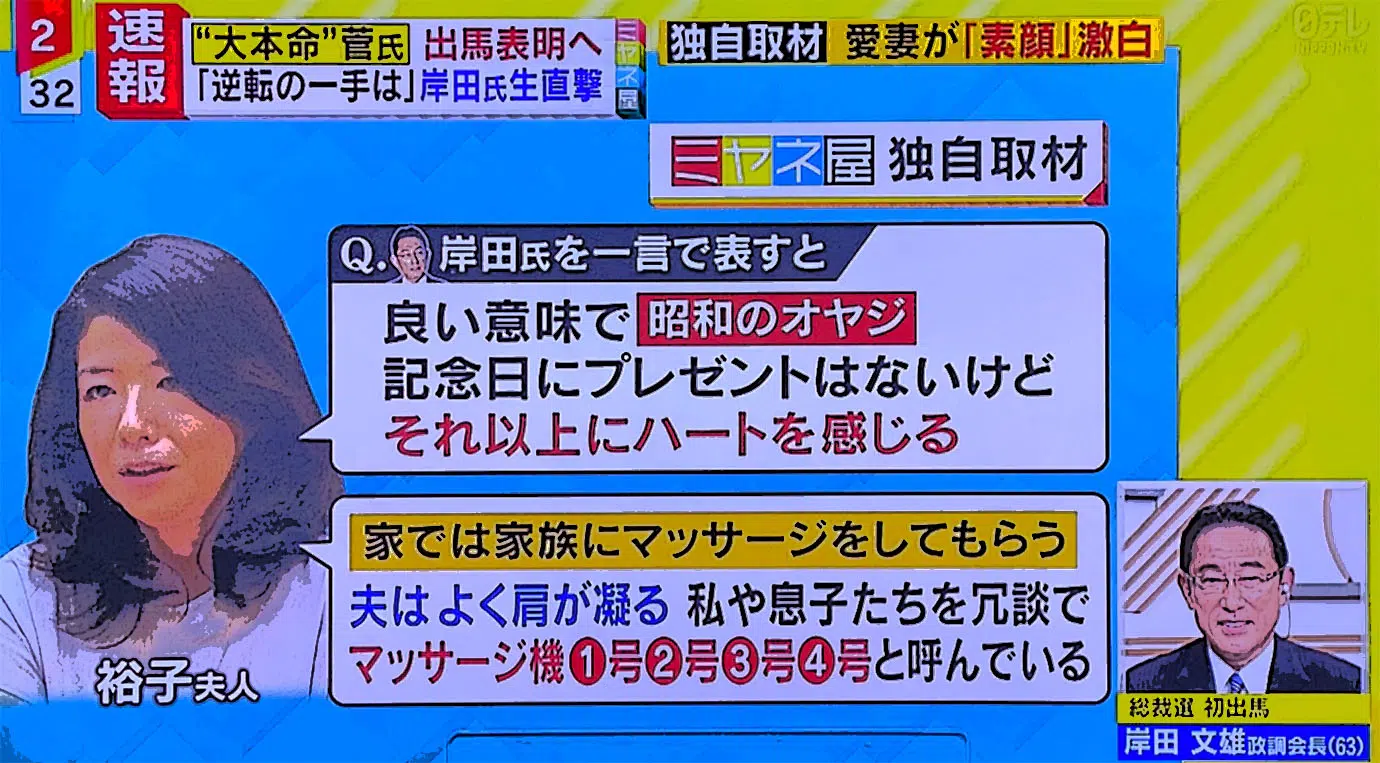 2
32
速報
“大本命”菅氏 出馬表明へ
「逆転の一手は」岸田氏生直撃
ミヤネ屋
独自取材 愛妻が「素顔」激白
日テレ
NIPPON TV
ミヤネ屋 独自取材
Q. 岸田氏を一言で表すと
良い意味で 昭和のオヤジ
記念日にプレゼントはないけど
それ以上にハートを感じる
家では家族にマッサージをしてもらう
夫はよく肩が凝る 私や息子たちを冗談で
マッサージ機❶号❷号❸号❹号と呼んでいる
裕子夫人
総裁選 初出馬
岸田 文雄政調会長(63)